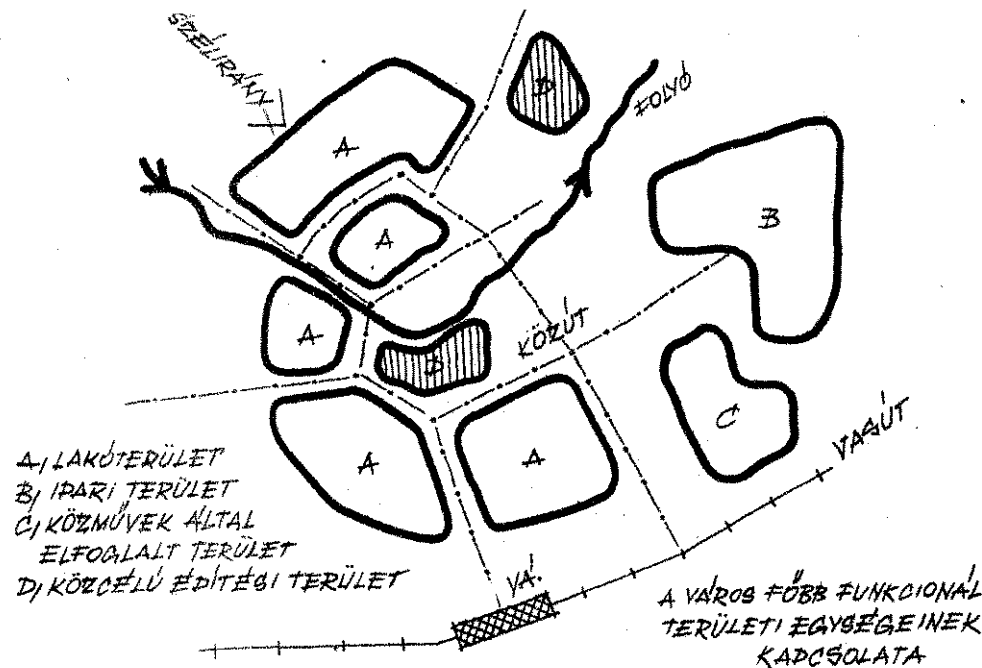 SZÉLIRÁNY
D
FOLYÓ
A
B
A
A
KÖZÚT
D
C
VASÚT
A
A
A, LAKÓTERÜLET
B, IPARI TERÜLET
C, KÖZMŰVEK ÁLTAL
ELFOGLALT TERÜLET
D, KÖZCÉLÚ ÉPÍTÉSI TERÜLET
VÁ.
A VÁROS FŐBB FUNKCIONÁL
TERÜLETI EGYSÉGEINEK
KAPCSOLATA